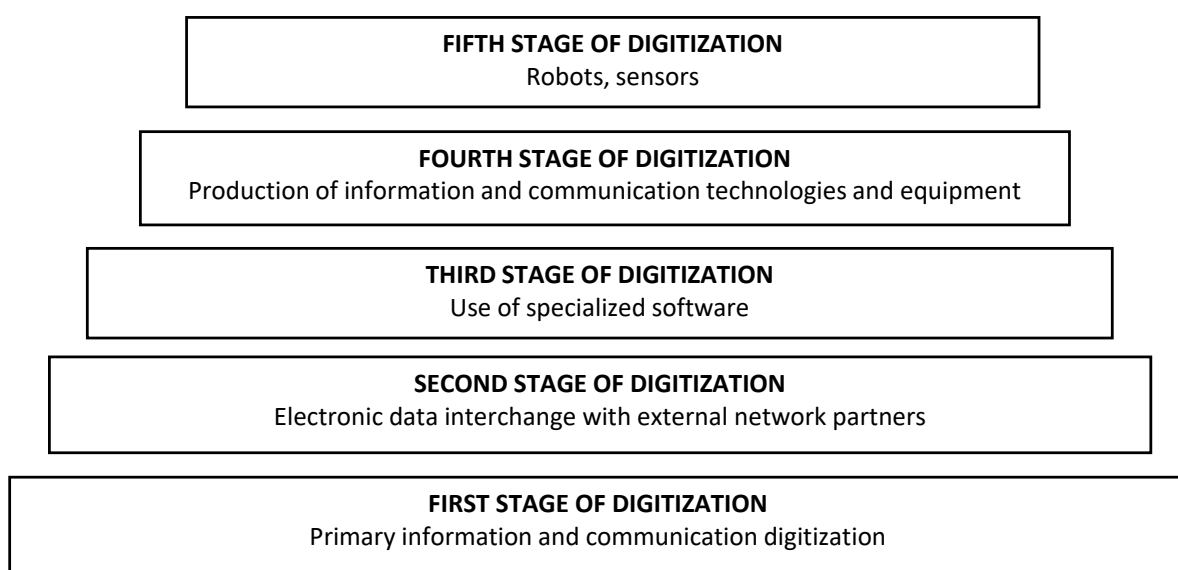 FIFTH STAGE OF DIGITIZATION
Robots, sensors
FOURTH STAGE OF DIGITIZATION
Production of information and communication technologies and equipment
THIRD STAGE OF DIGITIZATION
Use of specialized software
SECOND STAGE OF DIGITIZATION
Electronic data interchange with external network partners
FIRST STAGE OF DIGITIZATION
Primary information and communication digitization